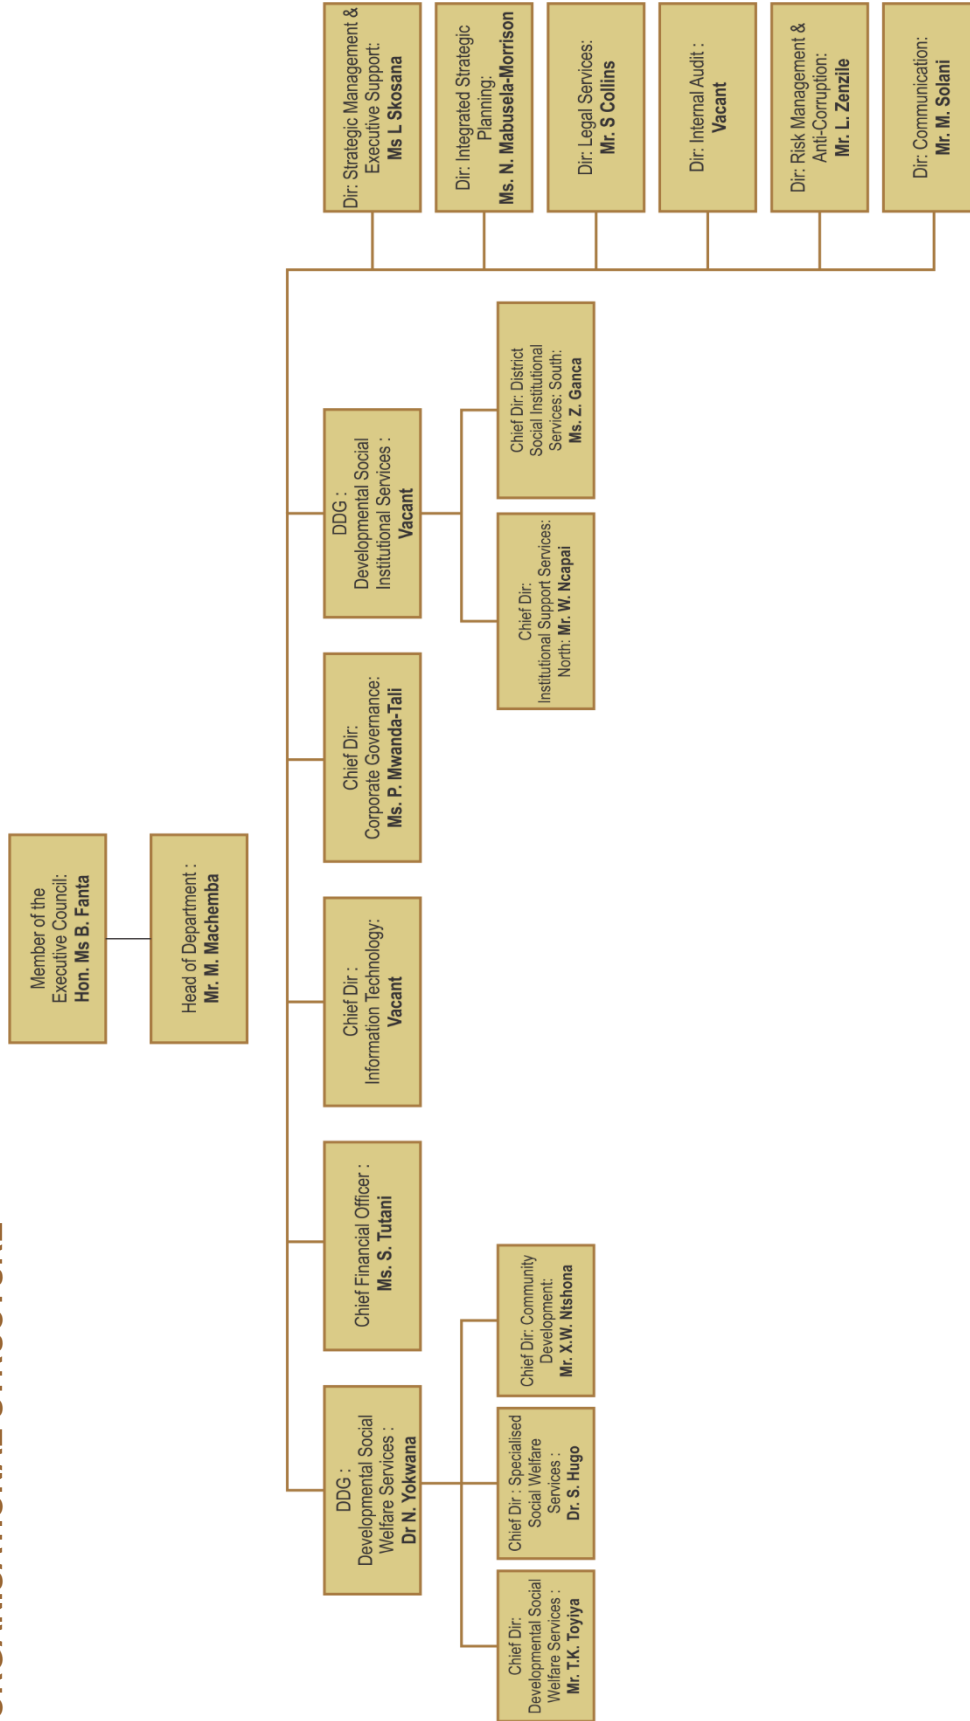 ORGANISATIONAL STRUCTURE
Member of the
Executive Council:
Hon. Ms B. Fanta
Head of Department :
Mr. M. Machemba
DDG :
Developmental Social
Welfare Services :
Dr N. Yokwana
Chief Financial Officer :
Ms. S. Tutani
Chief Dir :
Information Technology:
Vacant
Chief Dir:
Corporate Governance:
Ms. P. Mwanda-Tali
DDG :
Developmental Social
Institutional Services :
Vacant
Chief Dir:
Developmental Social
Welfare Services :
Mr. T.K. Toyiya
Chief Dir : Specialised
Social Welfare
Services :
Dr. S. Hugo
Chief Dir: Community
Development:
Mr. X.W. Ntshona
Chief Dir:
Institutional Support Services:
North: Mr. W. Ncapai
Chief Dir: District
Social Institutional
Services: South:
Ms. Z. Ganca
Dir: Strategic Management &
Executive Support:
Ms L Skosana
Dir: Integrated Strategic
Planning:
Ms. N. Mabusela-Morrison
Dir: Legal Services:
Mr. S Collins
Dir: Internal Audit :
Vacant
Dir: Risk Management &
Anti-Corruption:
Mr. L. Zenzile
Dir: Communication:
Mr. M. Solani